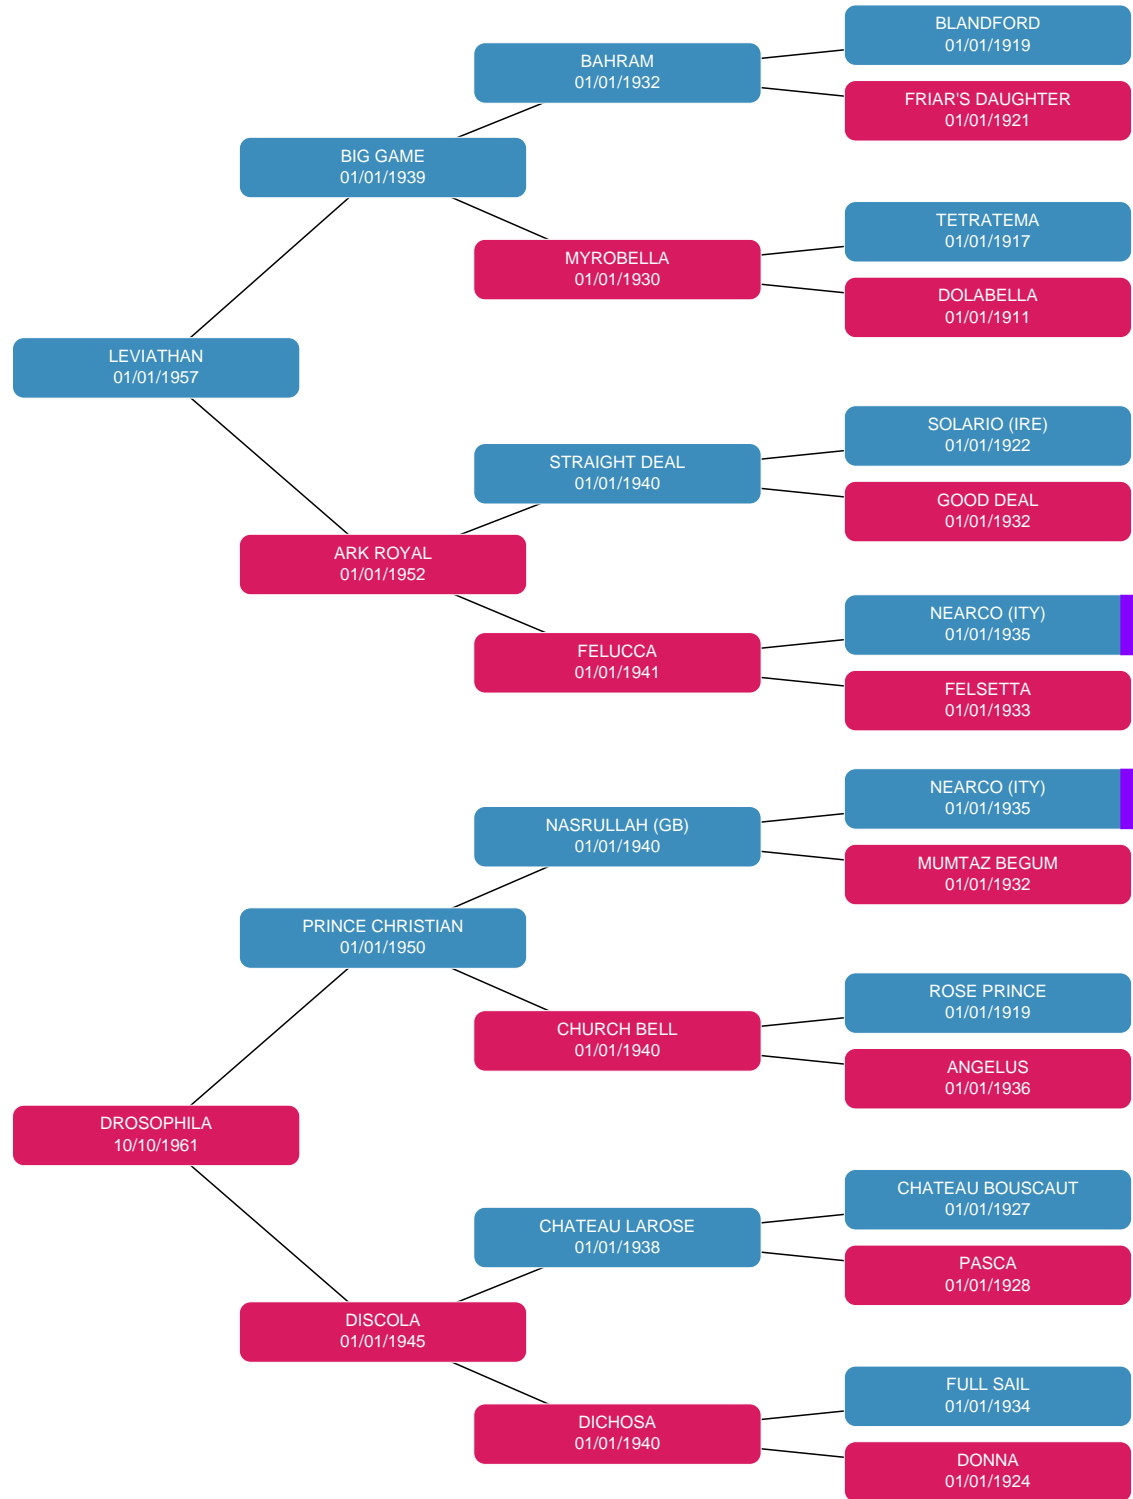 BLANDFORD
01/01/1919
BAHRAM
01/01/1932
FRIAR'S DAUGHTER
01/01/1921
BIG GAME
01/01/1939
TETRATEMA
01/01/1917
MYROBELLA
01/01/1930
DOLABELLA
01/01/1911
LEVIATHAN
01/01/1957
SOLARIO (IRE)
01/01/1922
STRAIGHT DEAL
01/01/1940
GOOD DEAL
01/01/1932
ARK ROYAL
01/01/1952
NEARCO (ITY)
01/01/1935
FELUCCA
01/01/1941
FELSETTA
01/01/1933
NEARCO (ITY)
01/01/1935
NASRULLAH (GB)
01/01/1940
MUMTAZ BEGUM
01/01/1932
PRINCE CHRISTIAN
01/01/1950
ROSE PRINCE
01/01/1919
CHURCH BELL
01/01/1940
ANGELUS
01/01/1936
DROSOPHILA
10/10/1961
CHATEAU BOUSCAUT
01/01/1927
CHATEAU LAROSE
01/01/1938
PASCA
01/01/1928
DISCOLA
01/01/1945
FULL SAIL
01/01/1934
DICHOSA
01/01/1940
DONNA
01/01/1924